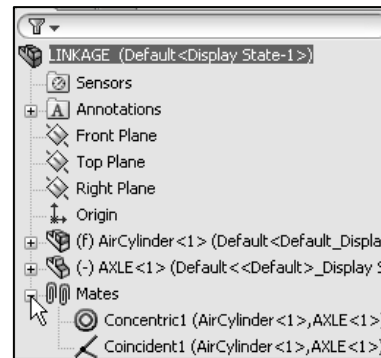 LINKAGE (Default<Display State-1>)
Sensors
A Annotations
Front Plane
Top Plane
Right Plane
Origin
(f) AirCylinder<1> (Default<Default_Displa
(-) AXLE<1> (Default<<Default>_Display S
Mates
Concentric1 (AirCylinder<1>,AXLE<1>)
Coincident1 (AirCylinder<1>,AXLE<1>)